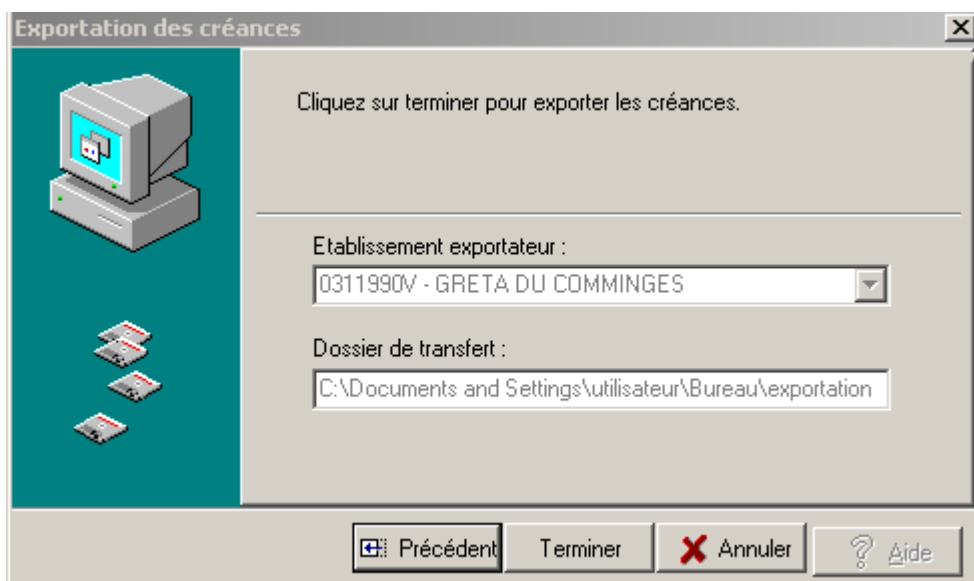 Exportation des créances
Cliquez sur terminer pour exporter les créances.
Etablissement exportateur :
0311990V - GRETA DU COMMINGES
Dossier de transfert :
C:\Documents and Settings\utilisateur\Bureau\exportation
Précédent Terminer Annuler Aide